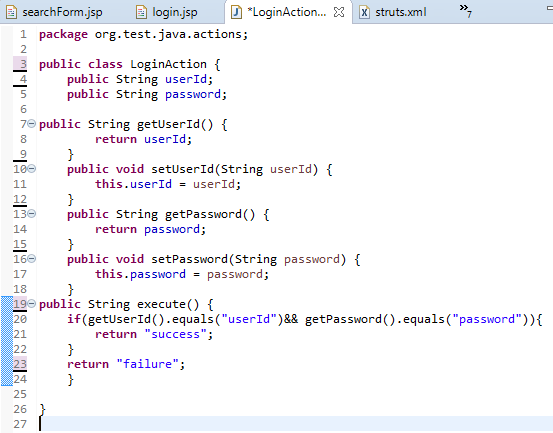 searchForm.jsp login.jsp *LoginAction... struts.xml »7
1 package org.test.java.actions;
2
3 public class LoginAction {
4 public String userId;
5 public String password;
6
7 public String getUserId() {
8 return userId;
9 }
10 public void setUserId(String userId) {
11 this.userId = userId;
12 }
13 public String getPassword() {
14 return password;
15 }
16 public void setPassword(String password) {
17 this.password = password;
18 }
19 public String execute() {
20 if(getUserId().equals("userId")&& getPassword().equals("password")){
21 return "success";
22 }
23 return "failure";
24 }
25
26 }
27